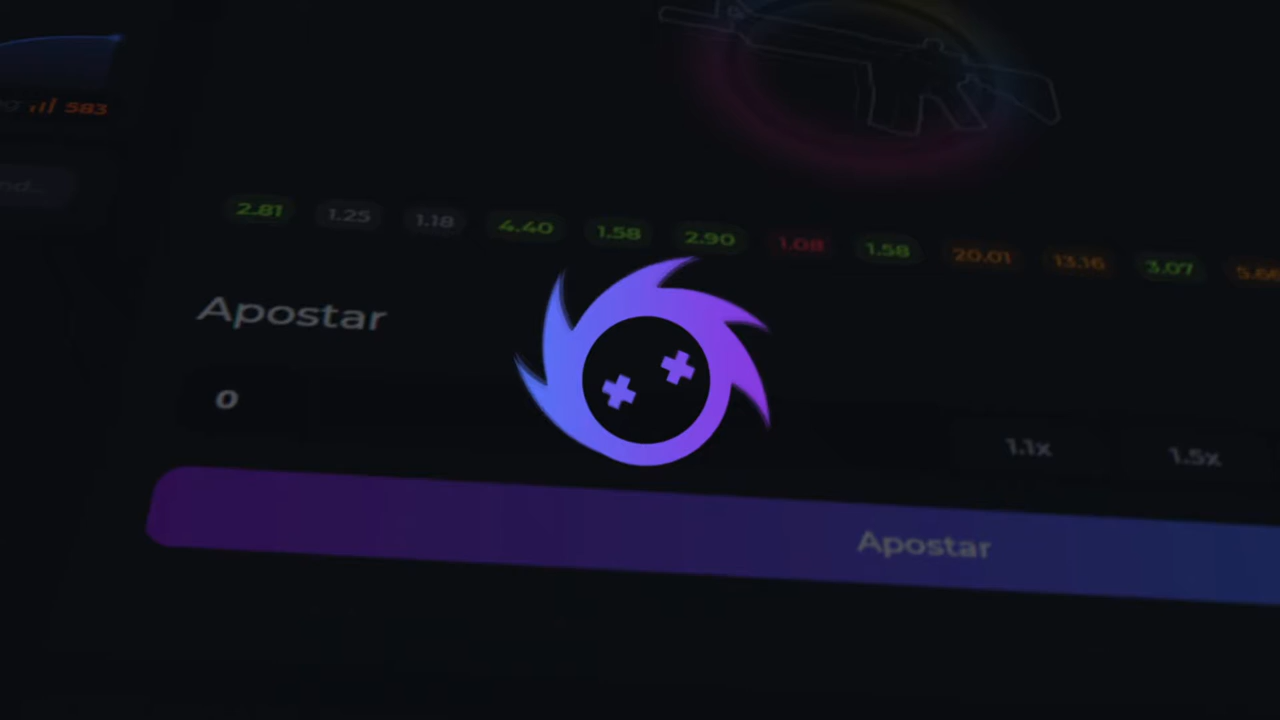 583
2.81 1.25 1.18 4.40 1.58 2.90 1.08 1.58 20.01 13.16 3.07
Apostar
0
1.1x 1.5x
Apostar